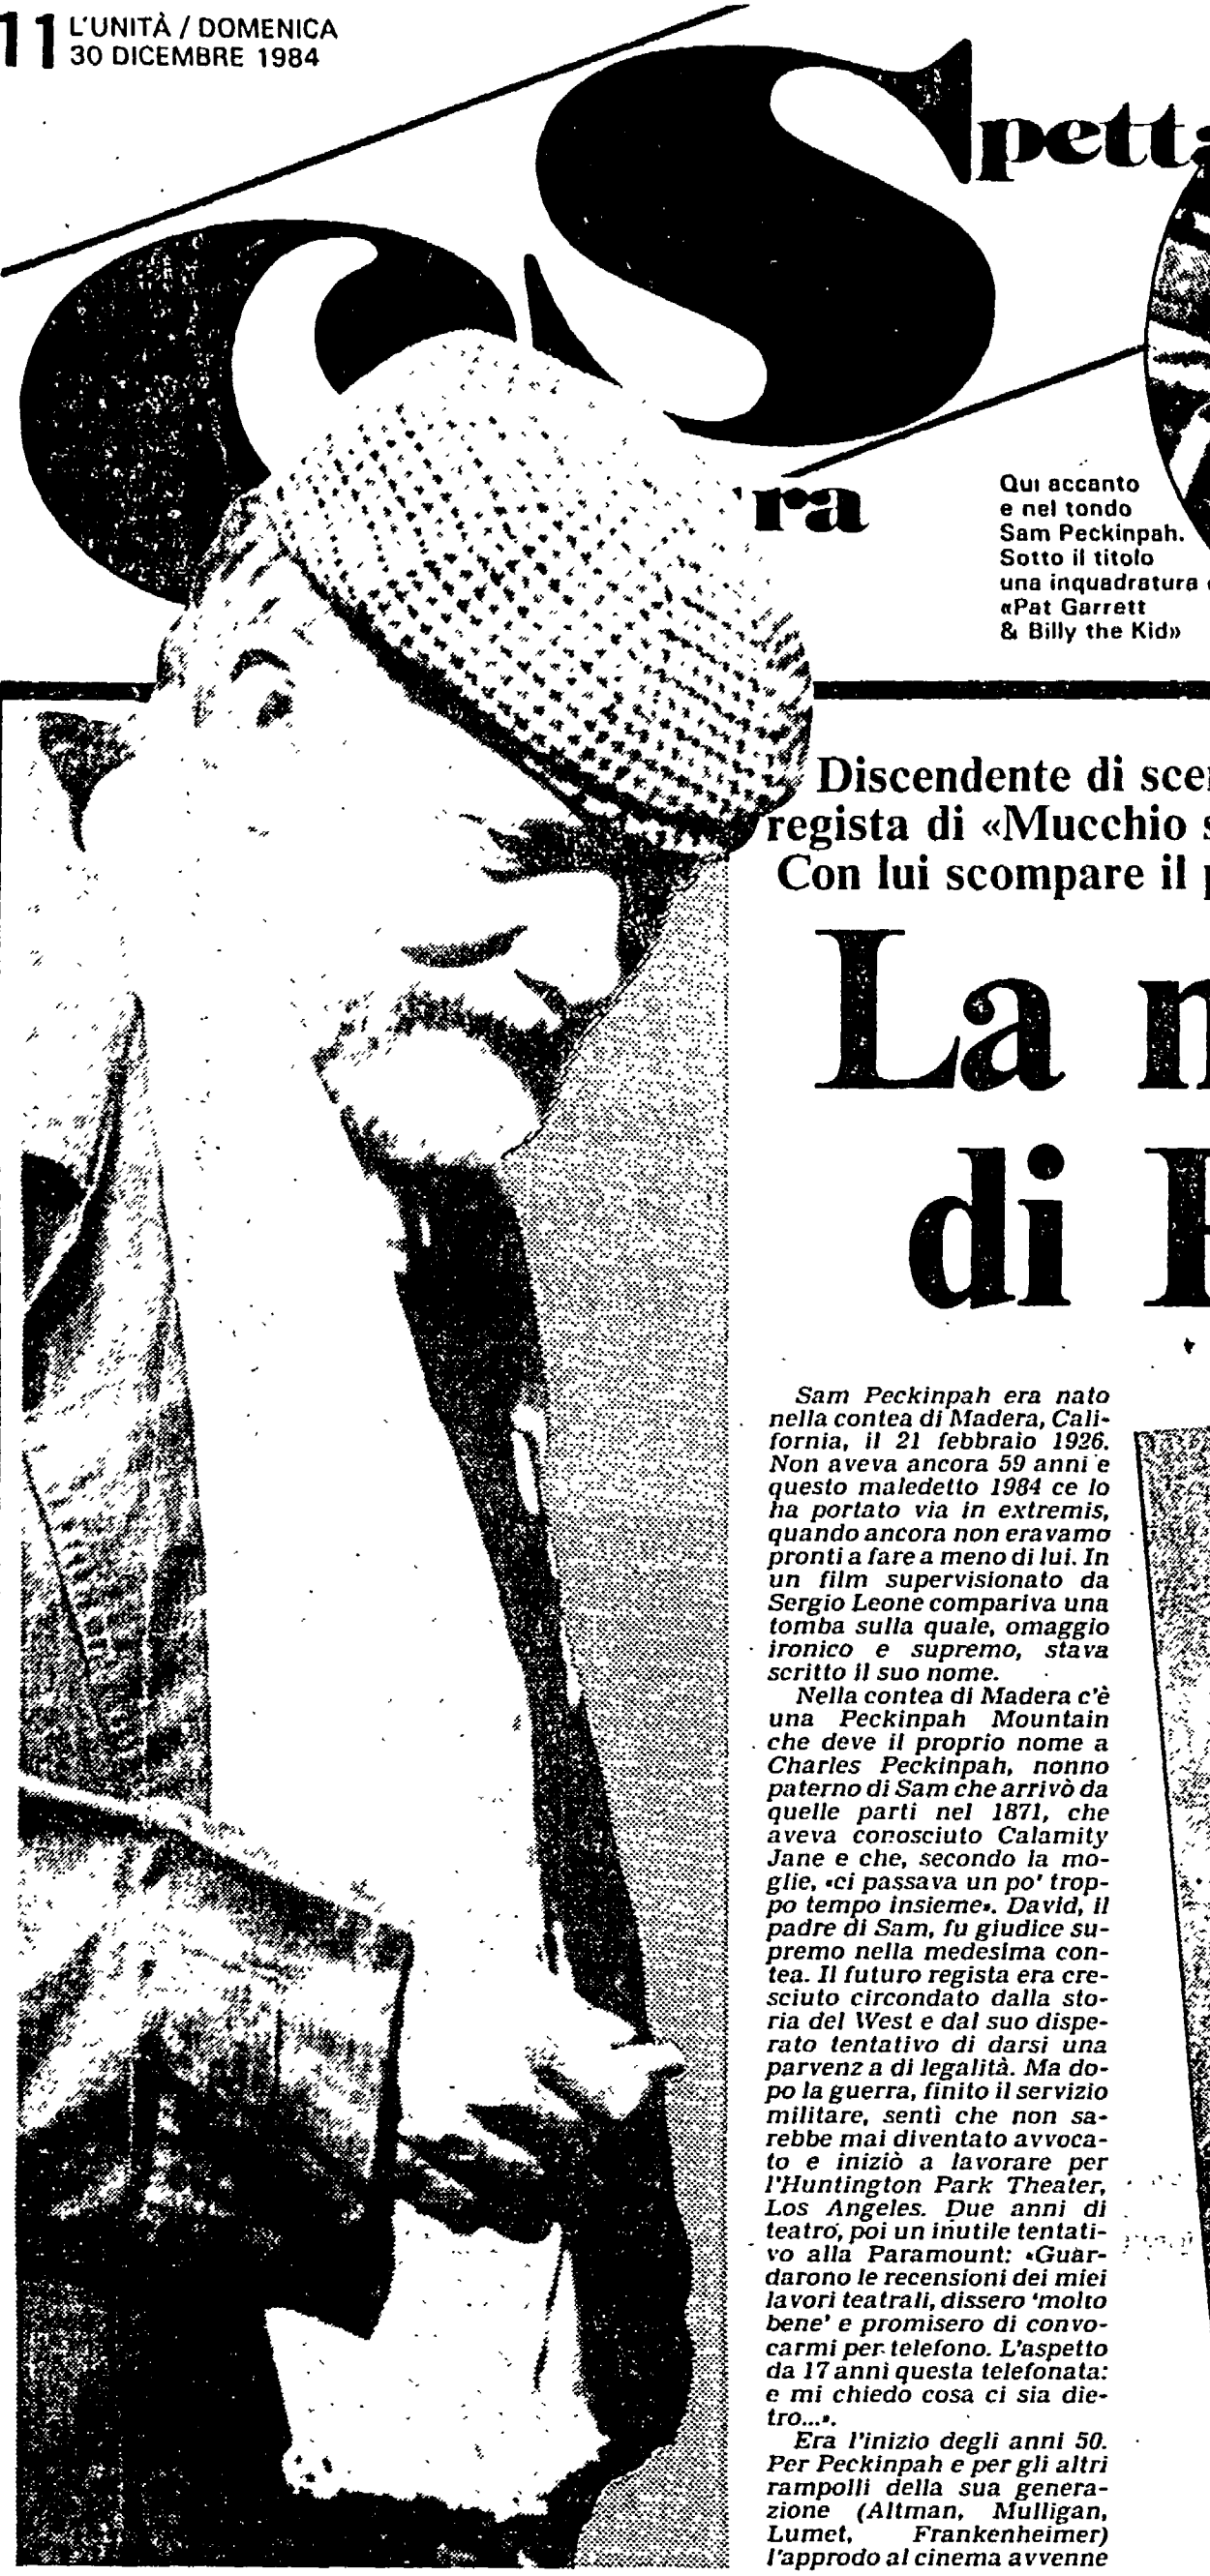 11 L'UNITÀ / DOMENICA
30 DICEMBRE 1984
Spetta
ra
Qui accanto
e nel tondo
Sam Peckinpah.
Sotto il titolo
una inquadratura
«Pat Garrett
& Billy the Kid»
Discendente di
regista di «Mucchio
Con lui scompare il
La
di
Sam Peckinpah era nato
nella contea di Madera, Cali-
fornia, il 21 febbraio 1926.
Non aveva ancora 59 anni e
questo maledetto 1984 ce lo
ha portato via in extremis,
quando ancora non eravamo
pronti a fare a meno di lui. In
un film supervisionato da
Sergio Leone compariva una
tomba sulla quale, omaggio
ironico e supremo, stava
scritto il suo nome.
Nella contea di Madera c'è
una Peckinpah Mountain
che deve il proprio nome a
Charles Peckinpah, nonno
paterno di Sam che arrivò da
quelle parti nel 1871, che
aveva conosciuto Calamity
Jane e che, secondo la mo-
glie, «ci passava un po' trop-
po tempo insieme». David, il
padre di Sam, fu giudice su-
premo nella medesima con-
tea. Il futuro regista era cre-
sciuto circondato dalla sto-
ria del West e dal suo dispe-
rato tentativo di darsi una
parvenza di legalità. Ma do-
po la guerra, finito il servizio
militare, sentì che non sa-
rebbe mai diventato avvoca-
to e iniziò a lavorare per
l'Huntington Park Theater,
Los Angeles. Due anni di
teatro, poi un inutile tentati-
vo alla Paramount: «Guar-
darono le recensioni dei miei
lavori teatrali, dissero 'molto
bene' e promisero di convo-
carmi per telefono. L'aspetto
da 17 anni questa telefonata:
e mi chiedo cosa ci sia die-
tro...».
Era l'inizio degli anni 50.
Per Peckinpah e per gli altri
rampolli della sua genera-
zione (Altman, Mulligan,
Lumet, Frankenheimer)
l'approdo al cinema avvenne